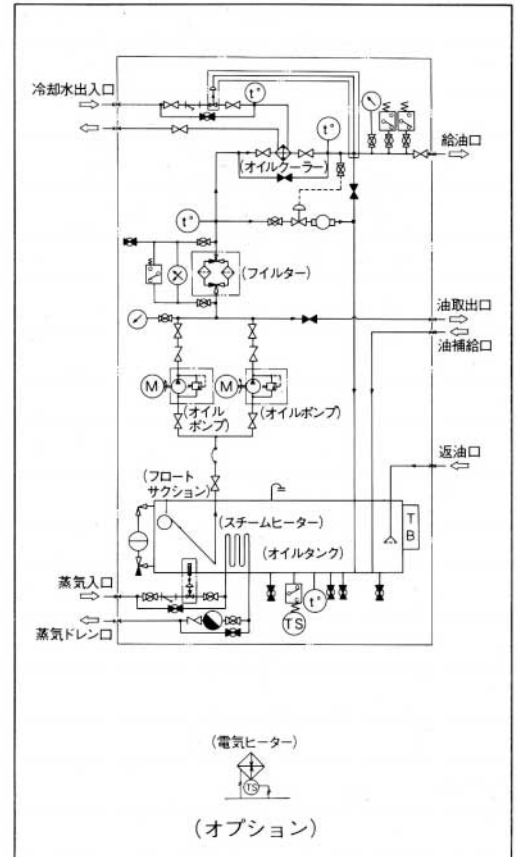 冷却水出入口
t°
t°
給油口
(オイルクーラー)
t°
(フイルター)
油取出口
油補給口
M
M
(オイル
ポンプ)
(オイルポンプ)
返油口
(フロート
サクション)
(スチームヒーター)
T
B
(オイルタンク)
蒸気入口
t°
TS
蒸気ドレン口
(電気ヒーター)
TS
(オプション)